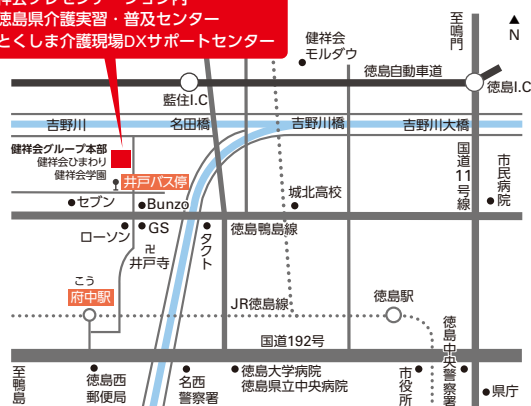 徳島県介護実習・普及センター
とくしま介護現場DXサポートセンター
健祥会
モルダウ
至鳴門
N
徳島自動車道
藍住I.C
徳島I.C
吉野川
名田橋
吉野川橋
吉野川大橋
健祥会グループ本部
健祥会ひまわり
健祥会学園
井戸バス停
国道11号線
市民病院
セブン
Bunzo
城北高校
ローソン
GS
タクト
徳島鴨島線
卍
井戸寺
こう
府中駅
JR徳島線
徳島駅
国道192号
徳島中央警察署
至鴨島
徳島西
郵便局
名西
警察署
徳島大学病院
徳島県立中央病院
市役所
県庁